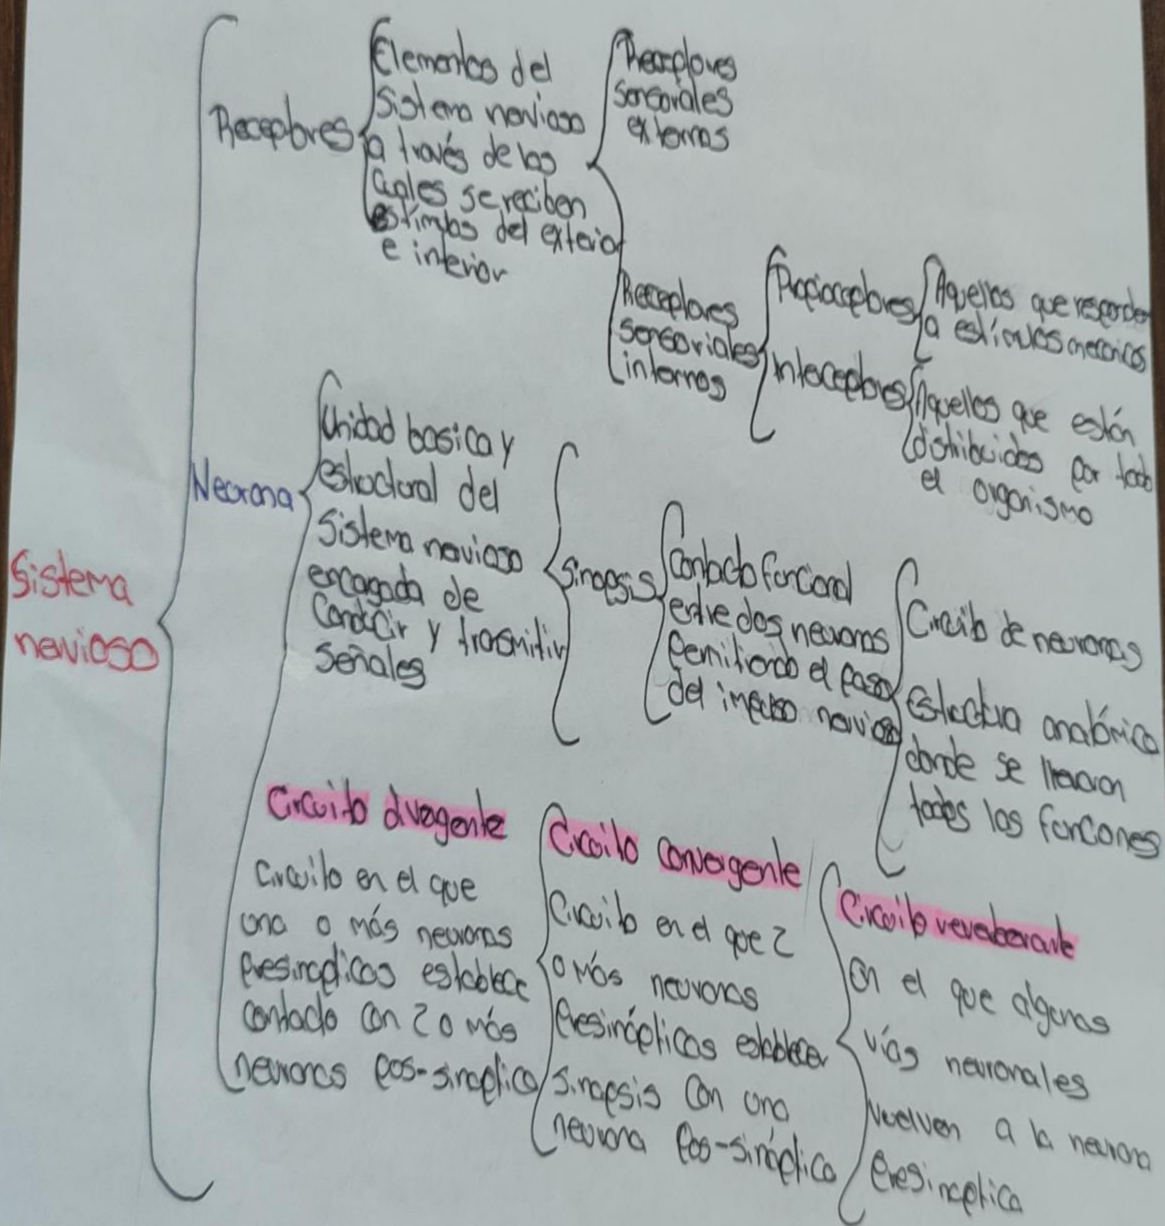 Sistema
nervioso
Receptores
Elementos del
sistema nervioso
a través de los
cuales se reciben
estímulos del exterior
e interior
Receptores
sensoriales
externos
Receptores
sensoriales
internos
Propioceptores
Aquellos que responden
a estímulos mecánicos
Interoceptores
Aquellos que están
distribuidos por todo
el organismo
Neurona
Unidad basica y
estructural del
sistema nervioso
encargada de
conducir y trasmitir
señales
Sinapsis
Contacto funcional
entre dos neuronas
permitiendo el paso
del impulso nervioso
Circuito de neuronas
Estructura anatómica
donde se llevan
todas las funciones
Circuito divergente
Circuito en el que
una o más neuronas
presinapticas establece
contacto con 2 o más
neuronas pos-sinaptica
Circuito convergente
Circuito en el que 2
o más neuronas
presinápticas establecen
sinapsis con una
neurona pos-sináptica
Circuito reverberante
en el que algunas
vías neuronales
vuelven a la neurona
presinaptica